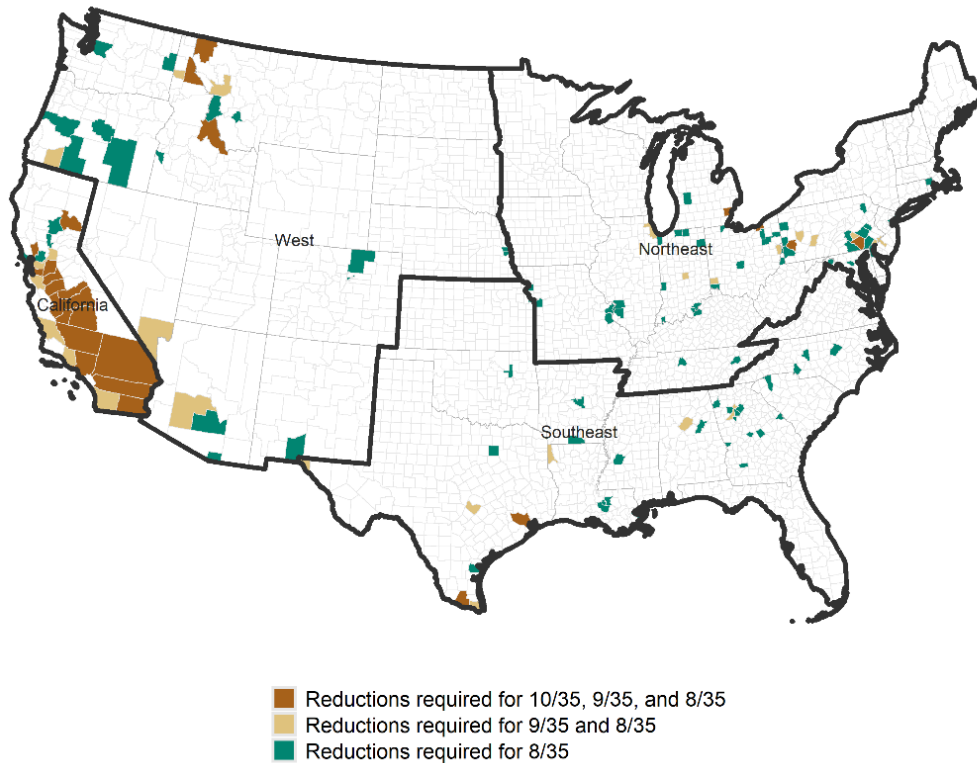 West
Northeast
California
Southeast
Reductions required for 10/35, 9/35, and 8/35
Reductions required for 9/35 and 8/35
Reductions required for 8/35